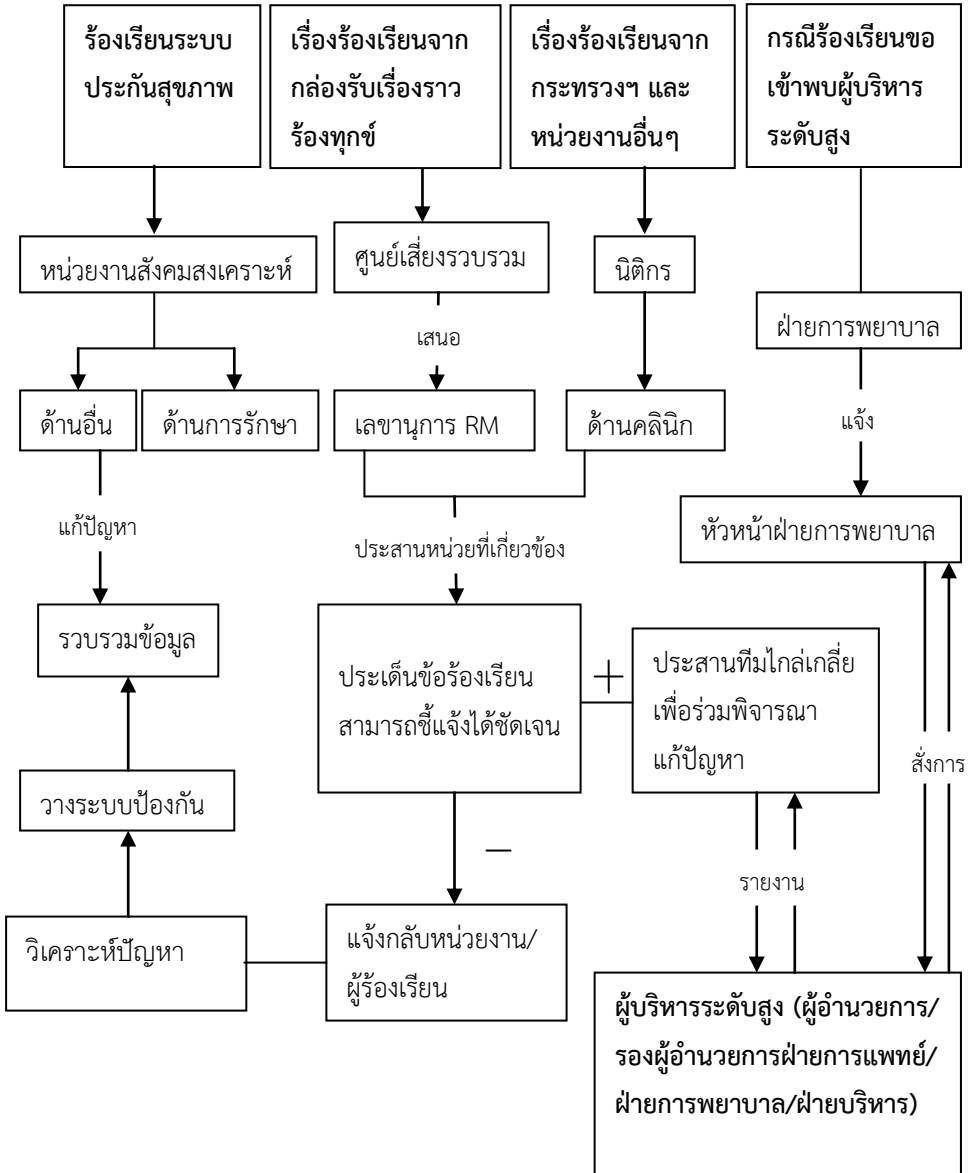 ร้องเรียนระบบ
ประกันสุขภาพ
เรื่องร้องเรียนจาก
กล่องรับเรื่องราว
ร้องทุกข์
เรื่องร้องเรียนจาก
กระทรวงฯ และ
หน่วยงานอื่นๆ
กรณีร้องเรียนขอ
เข้าพบผู้บริหาร
ระดับสูง
หน่วยงานสังคมสงเคราะห์
ศูนย์เสี่ยงรวบรวม
นิติกร
ฝ่ายการพยาบาล
เสนอ
ด้านอื่น
ด้านการรักษา
เลขานุการ RM
ด้านคลินิก
แจ้ง
แก้ปัญหา
ประสานหน่วยที่เกี่ยวข้อง
หัวหน้าฝ่ายการพยาบาล
รวบรวมข้อมูล
ประเด็นข้อร้องเรียน
สามารถชี้แจ้งได้ชัดเจน
+
ประสานทีมไกล่เกลี่ย
เพื่อร่วมพิจารณา
แก้ปัญหา
สั่งการ
วางระบบป้องกัน
–
รายงาน
วิเคราะห์ปัญหา
แจ้งกลับหน่วยงาน/
ผู้ร้องเรียน
ผู้บริหารระดับสูง (ผู้อำนวยการ/
รองผู้อำนวยการฝ่ายการแพทย์/
ฝ่ายการพยาบาล/ฝ่ายบริหาร)